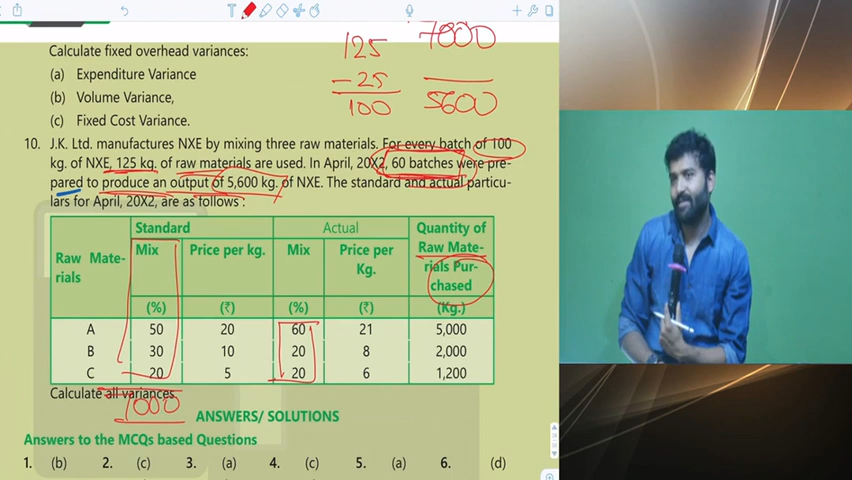 Calculate fixed overhead variances:
(a) Expenditure Variance
(b) Volume Variance,
(c) Fixed Cost Variance.
125
- 25
100
7000
5600
10. J.K. Ltd. manufactures NXE by mixing three raw materials. For every batch of 100
kg. of NXE, 125 kg. of raw materials are used. In April, 20X2, 60 batches were pre-
pared to produce an output of 5,600 kg. of NXE. The standard and actual particu-
lars for April, 20X2, are as follows :
Raw Mate-
rials
Standard
Actual
Quantity of
Raw Mate-
rials Pur-
chased
Mix
Price per kg.
Mix
Price per
Kg.
(%) (₹) (%) (₹) (Kg.)
A 50 20 60 21 5,000
B 30 10 20 8 2,000
C 20 5 20 6 1,200
Calculate all variances.
1000
ANSWERS/ SOLUTIONS
Answers to the MCQs based Questions
1. (b) 2. (c) 3. (a) 4. (c) 5. (a) 6. (d)